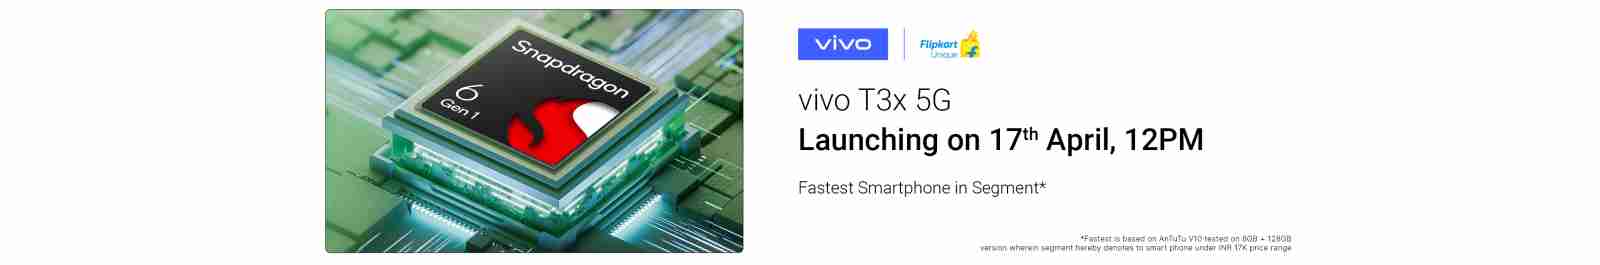 Snapdragon
6
Gen 1
vivo
Flipkart
Unique
vivo T3x 5G
Launching on 17th April, 12PM
Fastest Smartphone in Segment*
*Fastest is based on AnTuTu V10 tested on 8GB + 128GB
version wherein segment hereby denotes to smart phone under INR 17K price range